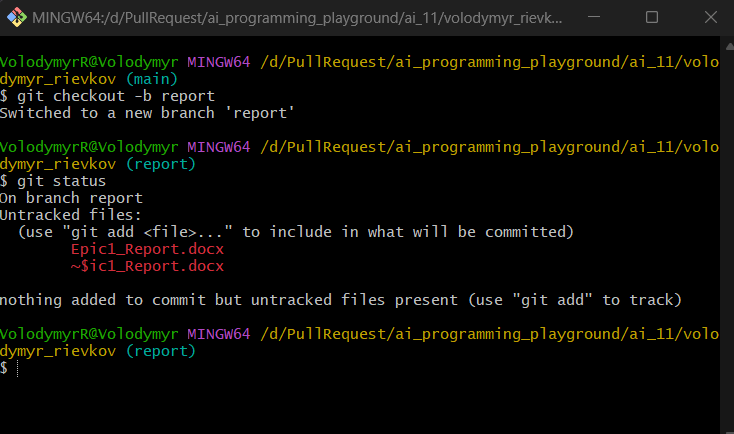 MINGW64:/d/PullRequest/ai_programming_playground/ai_11/volodymyr_rievk...
VolodymyrR@Volodymyr MINGW64 /d/PullRequest/ai_programming_playground/ai_11/volo
dymyr_rievkov (main)
$ git checkout -b report
Switched to a new branch 'report'
VolodymyrR@Volodymyr MINGW64 /d/PullRequest/ai_programming_playground/ai_11/volo
dymyr_rievkov (report)
$ git status
On branch report
Untracked files:
  (use "git add <file>..." to include in what will be committed)
        Epic1_Report.docx
        ~$ic1_Report.docx
nothing added to commit but untracked files present (use "git add" to track)
VolodymyrR@Volodymyr MINGW64 /d/PullRequest/ai_programming_playground/ai_11/volo
dymyr_rievkov (report)
$